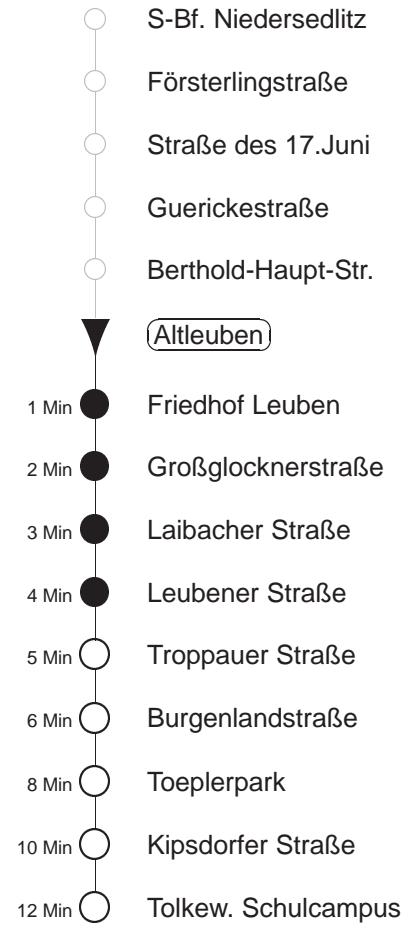 S-Bf. Niedersedlitz
Försterlingstraße
Straße des 17.Juni
Guerickestraße
Berthold-Haupt-Str.
Altleuben
1 Min Friedhof Leuben
2 Min Großglocknerstraße
3 Min Laibacher Straße
4 Min Leubener Straße
5 Min Troppauer Straße
6 Min Burgenlandstraße
8 Min Toeplerpark
10 Min Kipsdorfer Straße
12 Min Tolkew. Schulcampus